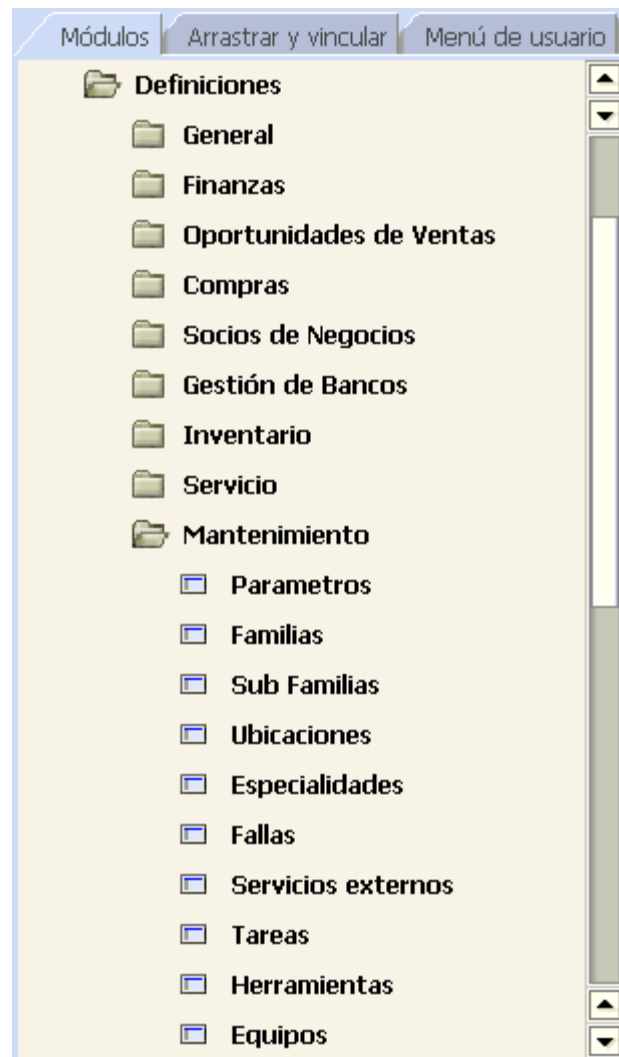 Módulos Arrastrar y vincular Menú de usuario
Definiciones
General
Finanzas
Oportunidades de Ventas
Compras
Socios de Negocios
Gestión de Bancos
Inventario
Servicio
Mantenimiento
Parametros
Familias
Sub Familias
Ubicaciones
Especialidades
Fallas
Servicios externos
Tareas
Herramientas
Equipos